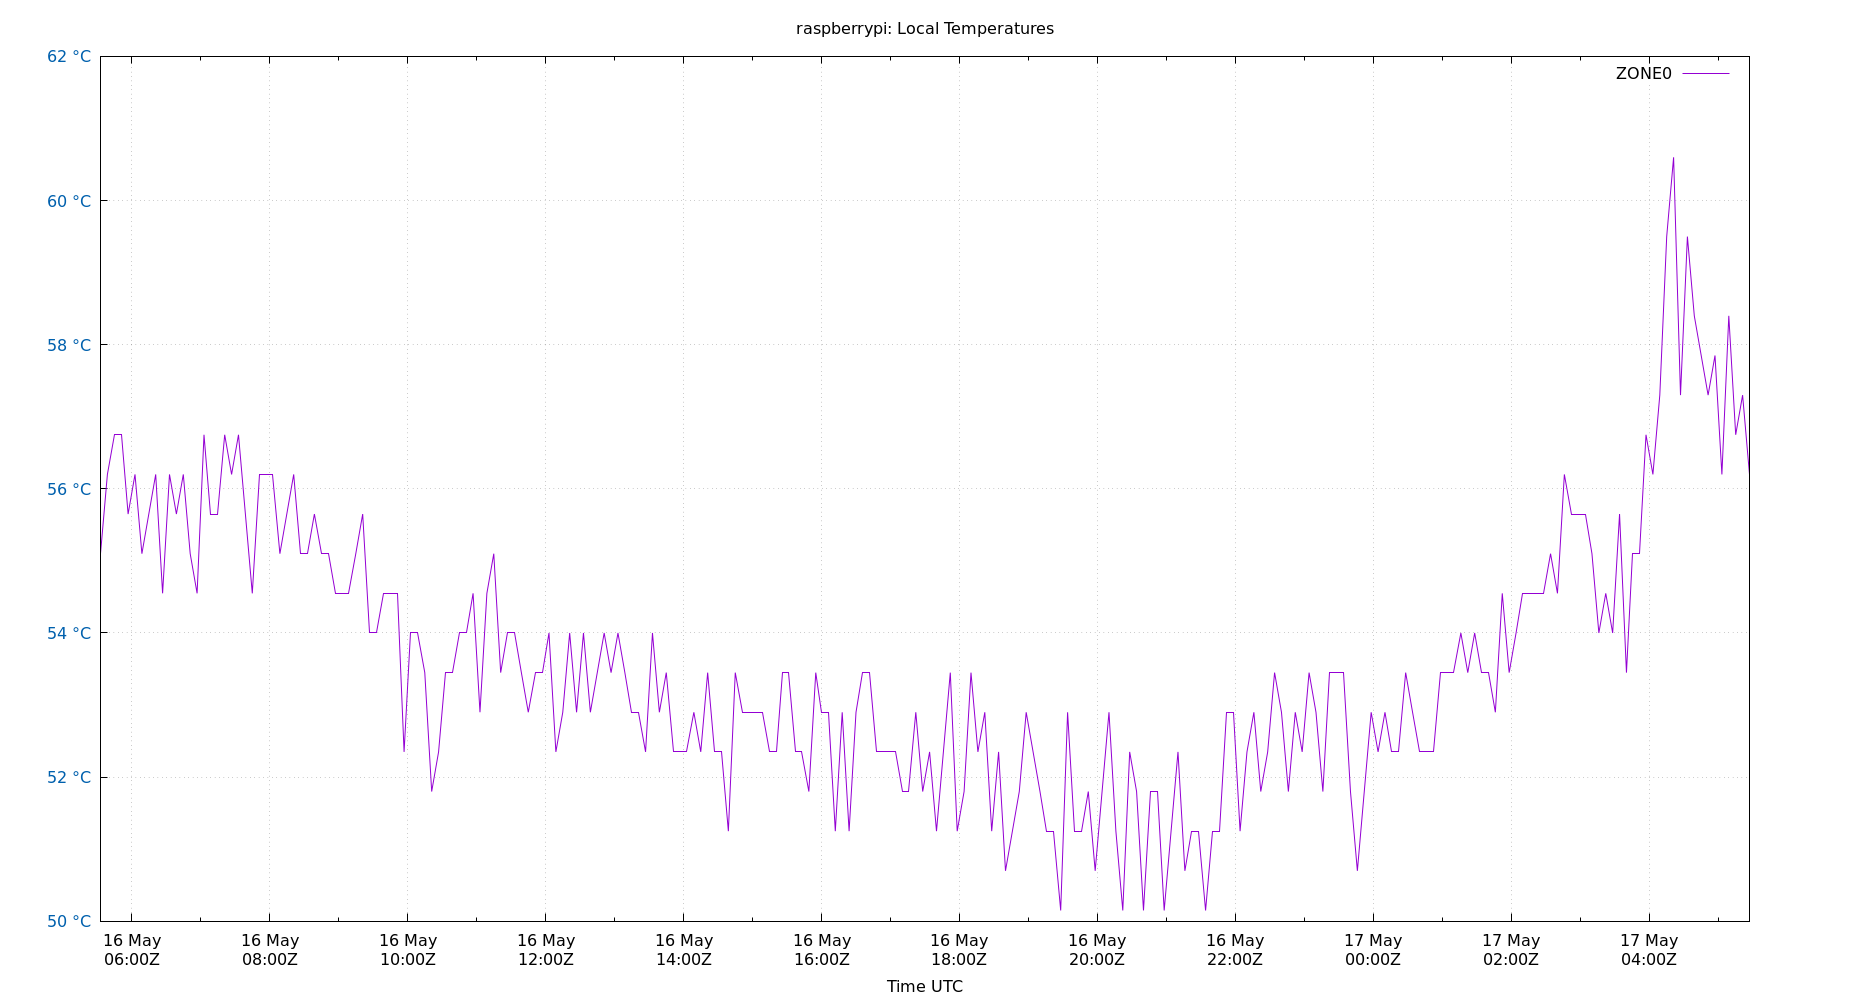 raspberrypi: Local Temperatures
ZONE0
62 °C
60 °C
58 °C
56 °C
54 °C
52 °C
50 °C
16 May 16 May 16 May 16 May 16 May 16 May 16 May 16 May 16 May 17 May 17 May 17 May
06:00Z 08:00Z 10:00Z 12:00Z 14:00Z 16:00Z 18:00Z 20:00Z 22:00Z 00:00Z 02:00Z 04:00Z
Time UTC